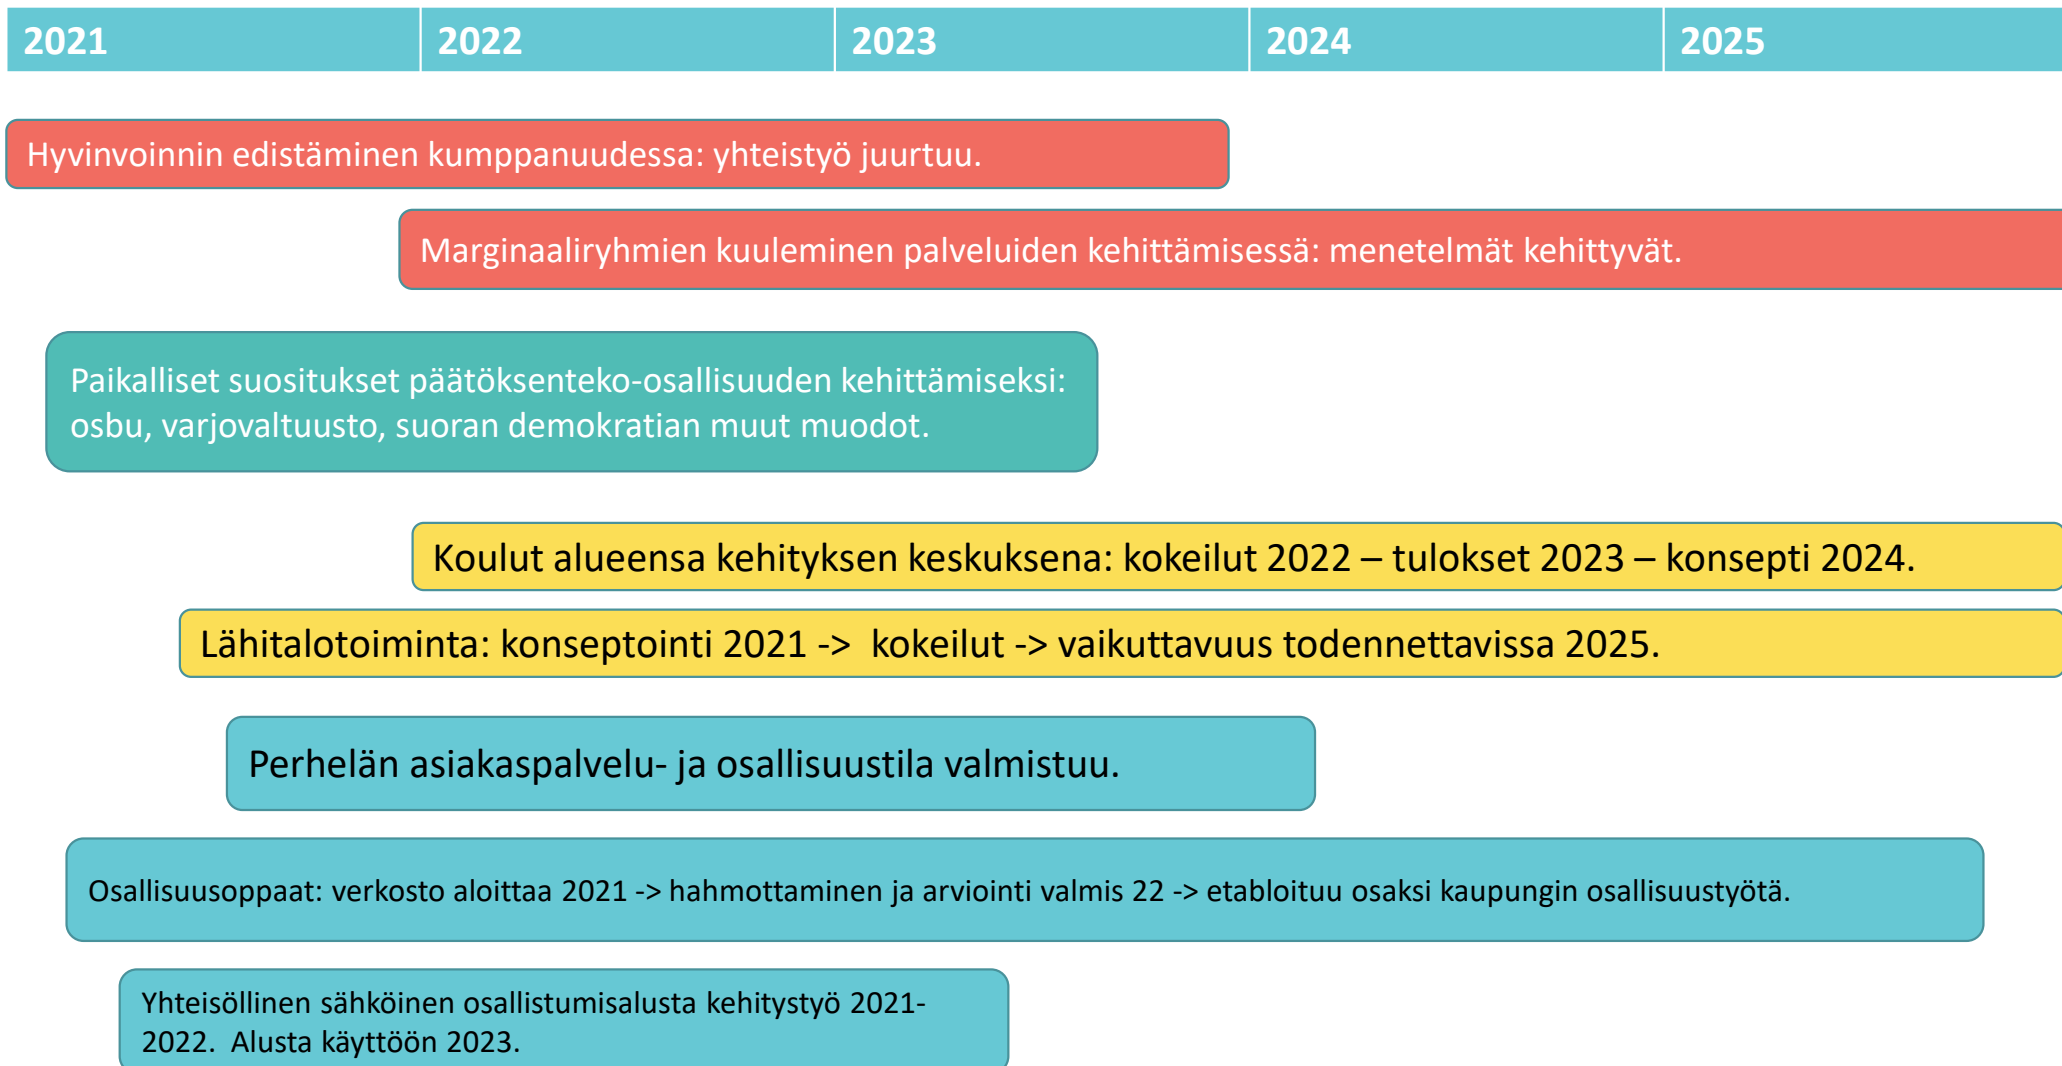 2021 2022 2023 2024 2025
Hyvinvoinnin edistäminen kumppanuudessa: yhteistyö juurtuu.
Marginaaliryhmien kuuleminen palveluiden kehittämisessä: menetelmät kehittyvät.
Paikalliset suositukset päätöksenteko-osallisuuden kehittämiseksi:
osbu, varjovaltuusto, suoran demokratian muut muodot.
Koulut alueensa kehityksen keskuksena: kokeilut 2022 – tulokset 2023 – konsepti 2024.
Lähitalotoiminta: konseptointi 2021 -> kokeilut -> vaikuttavuus todennettavissa 2025.
Perhelän asiakaspalvelu- ja osallisuustila valmistuu.
Osallisuusoppaat: verkosto aloittaa 2021 -> hahmottaminen ja arviointi valmis 22 -> etabloituu osaksi kaupungin osallisuustyötä.
Yhteisöllinen sähköinen osallistumisalusta kehitystyö 2021-
2022. Alusta käyttöön 2023.